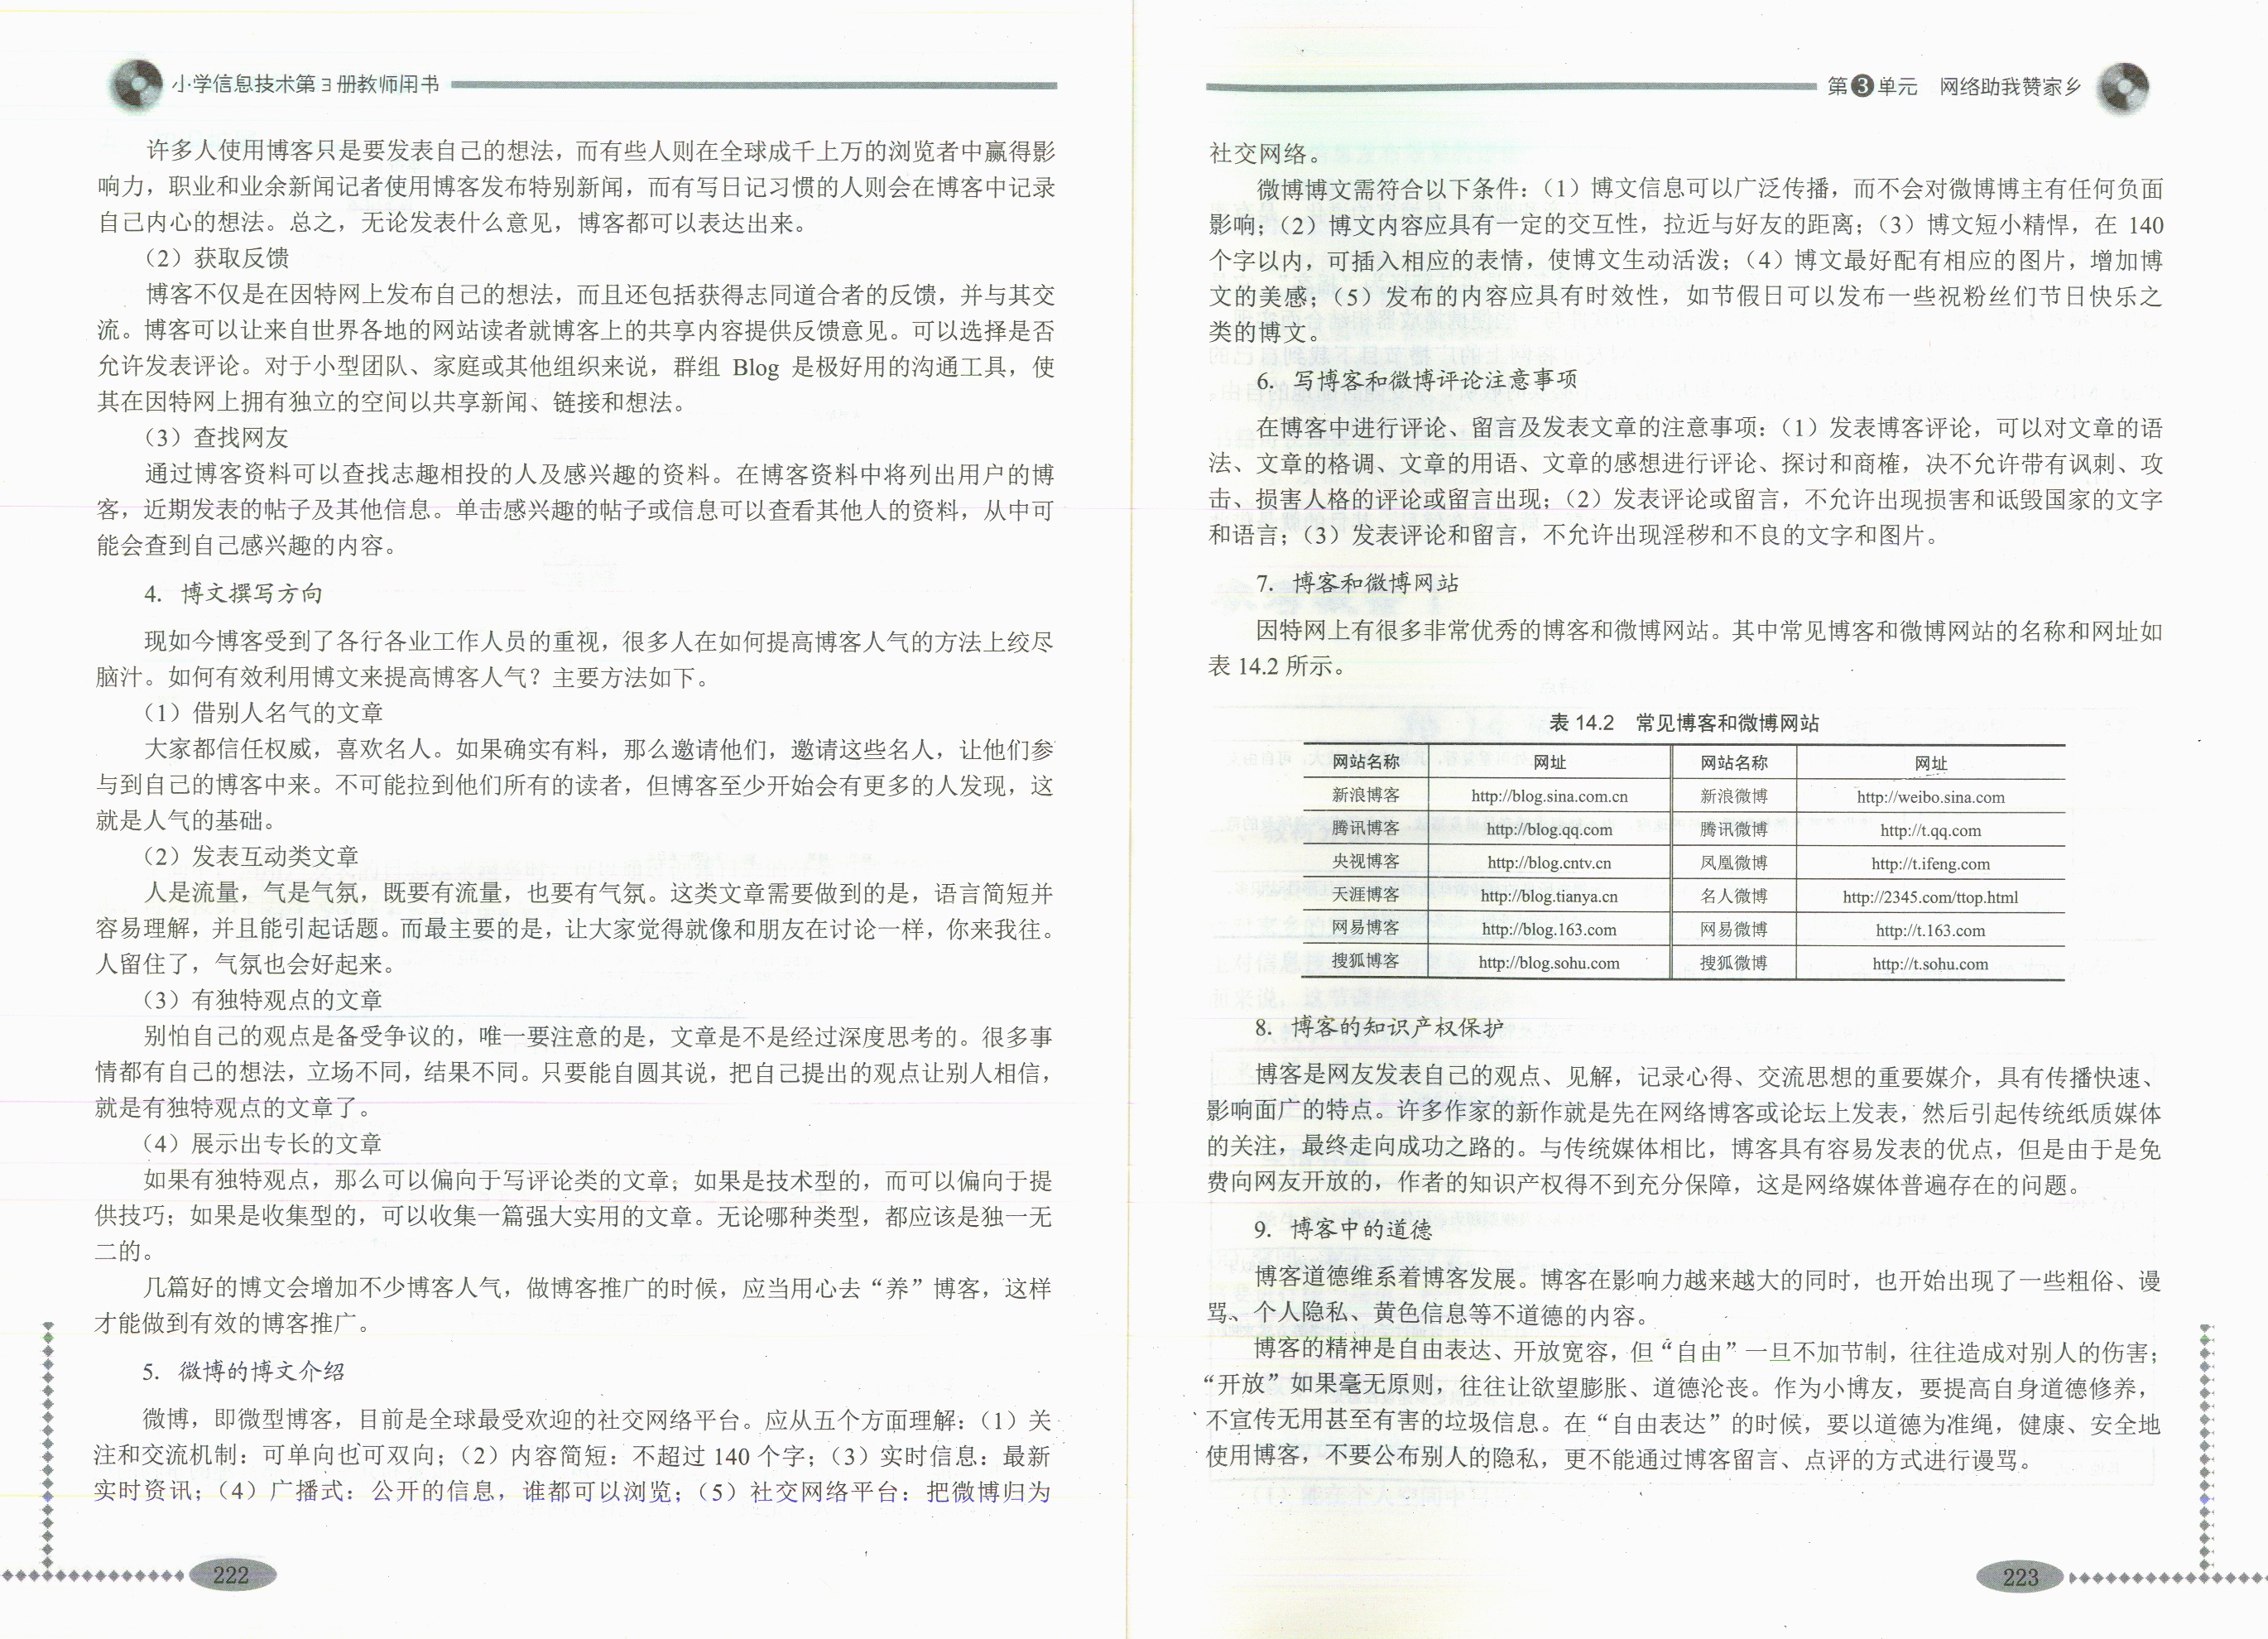 小学信息技术第3册教师用书
许多人使用博客只是要发表自己的想法，而有些人则在全球成千上万的浏览者中赢得影
响力，职业和业余新闻记者使用博客发布特别新闻，而有写日记习惯的人则会在博客中记录
自己内心的想法。总之，无论发表什么意见，博客都可以表达出来。
（2）获取反馈
博客不仅是在因特网上发布自己的想法，而且还包括获得志同道合者的反馈，并与其交
流。博客可以让来自世界各地的网站读者就博客上的共享内容提供反馈意见。可以选择是否
允许发表评论。对于小型团队、家庭或其他组织来说，群组 Blog 是极好用的沟通工具，使
其在因特网上拥有独立的空间以共享新闻、链接和想法。
（3）查找网友
通过博客资料可以查找志趣相投的人及感兴趣的资料。在博客资料中将列出用户的博
客，近期发表的帖子及其他信息。单击感兴趣的帖子或信息可以查看其他人的资料，从中可
能会查到自己感兴趣的内容。
4. 博文撰写方向
现如今博客受到了各行各业工作人员的重视，很多人在如何提高博客人气的方法上绞尽
脑汁。如何有效利用博文来提高博客人气？主要方法如下。
（1）借别人名气的文章
大家都信任权威，喜欢名人。如果确实有料，那么邀请他们，邀请这些名人，让他们参
与到自己的博客中来。不可能拉到他们所有的读者，但博客至少开始会有更多的人发现，这
就是人气的基础。
（2）发表互动类文章
人是流量，气是气氛，既要有流量，也要有气氛。这类文章需要做到的是，语言简短并
容易理解，并且能引起话题。而最主要的是，让大家觉得就像和朋友在讨论一样，你来我往。
人留住了，气氛也会好起来。
（3）有独特观点的文章
别怕自己的观点是备受争议的，唯一要注意的是，文章是不是经过深度思考的。很多事
情都有自己的想法，立场不同，结果不同。只要能自圆其说，把自己提出的观点让别人相信，
就是有独特观点的文章了。
（4）展示出专长的文章
如果有独特观点，那么可以偏向于写评论类的文章；如果是技术型的，而可以偏向于提
供技巧；如果是收集型的，可以收集一篇强大实用的文章。无论哪种类型，都应该是独一无
二的。
几篇好的博文会增加不少博客人气，做博客推广的时候，应当用心去“养”博客，这样
才能做到有效的博客推广。
5. 微博的博文介绍
微博，即微型博客，目前是全球最受欢迎的社交网络平台。应从五个方面理解：（1）关
注和交流机制：可单向也可双向；（2）内容简短：不超过 140 个字；（3）实时信息：最新
实时资讯；（4）广播式：公开的信息，谁都可以浏览；（5）社交网络平台：把微博归为
222
第3单元 网络助我赞家乡
社交网络。
微博博文需符合以下条件：（1）博文信息可以广泛传播，而不会对微博博主有任何负面
影响；（2）博文内容应具有一定的交互性，拉近与好友的距离；（3）博文短小精悍，在 140
个字以内，可插入相应的表情，使博文生动活泼；（4）博文最好配有相应的图片，增加博
文的美感；（5）发布的内容应具有时效性，如节假日可以发布一些祝粉丝们节日快乐之
类的博文。
6. 写博客和微博评论注意事项
在博客中进行评论、留言及发表文章的注意事项：（1）发表博客评论，可以对文章的语
法、文章的格调、文章的用语、文章的感想进行评论、探讨和商榷，决不允许带有讽刺、攻
击、损害人格的评论或留言出现；（2）发表评论或留言，不允许出现损害和诋毁国家的文字
和语言；（3）发表评论和留言，不允许出现淫秽和不良的文字和图片。
7. 博客和微博网站
因特网上有很多非常优秀的博客和微博网站。其中常见博客和微博网站的名称和网址如
表 14.2 所示。
表 14.2 常见博客和微博网站
网站名称 网址 网站名称 网址
新浪博客 http://blog.sina.com.cn 新浪微博 http://weibo.sina.com
腾讯博客 http://blog.qq.com 腾讯微博 http://t.qq.com
央视博客 http://blog.cntv.cn 凤凰微博 http://t.ifeng.com
天涯博客 http://blog.tianya.cn 名人微博 http://2345.com/ttop.html
网易博客 http://blog.163.com 网易微博 http://t.163.com
搜狐博客 http://blog.sohu.com 搜狐微博 http://t.sohu.com
8. 博客的知识产权保护
博客是网友发表自己的观点、见解，记录心得、交流思想的重要媒介，具有传播快速、
影响面广的特点。许多作家的新作就是先在网络博客或论坛上发表，然后引起传统纸质媒体
的关注，最终走向成功之路的。与传统媒体相比，博客具有容易发表的优点，但是由于是免
费向网友开放的，作者的知识产权得不到充分保障，这是网络媒体普遍存在的问题。
9. 博客中的道德
博客道德维系着博客发展。博客在影响力越来越大的同时，也开始出现了一些粗俗、谩
骂、个人隐私、黄色信息等不道德的内容。
博客的精神是自由表达、开放宽容，但“自由”一旦不加节制，往往造成对别人的伤害；
“开放”如果毫无原则，往往让欲望膨胀、道德沦丧。作为小博友，要提高自身道德修养，
不宣传无用甚至有害的垃圾信息。在“自由表达”的时候，要以道德为准绳，健康、安全地
使用博客，不要公布别人的隐私，更不能通过博客留言、点评的方式进行谩骂。
223